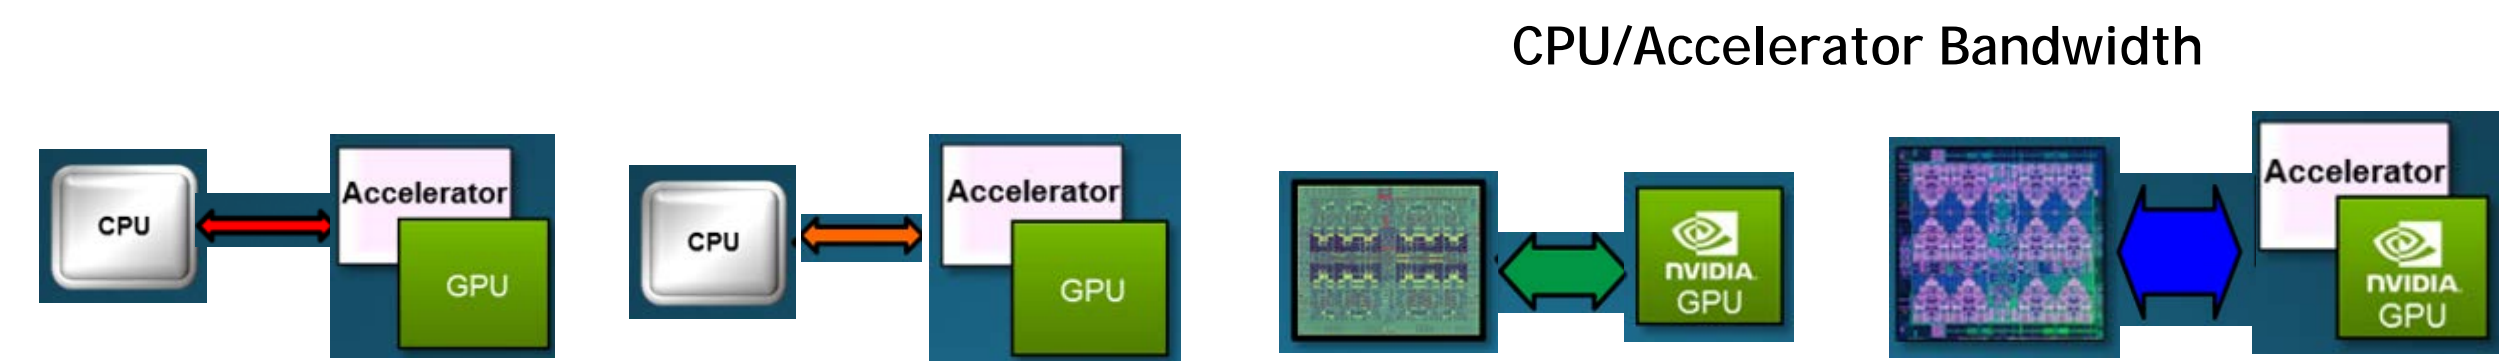 CPU/Accelerator Bandwidth
CPU
Accelerator
GPU
CPU
Accelerator
GPU
NVIDIA.
GPU
Accelerator
NVIDIA.
GPU